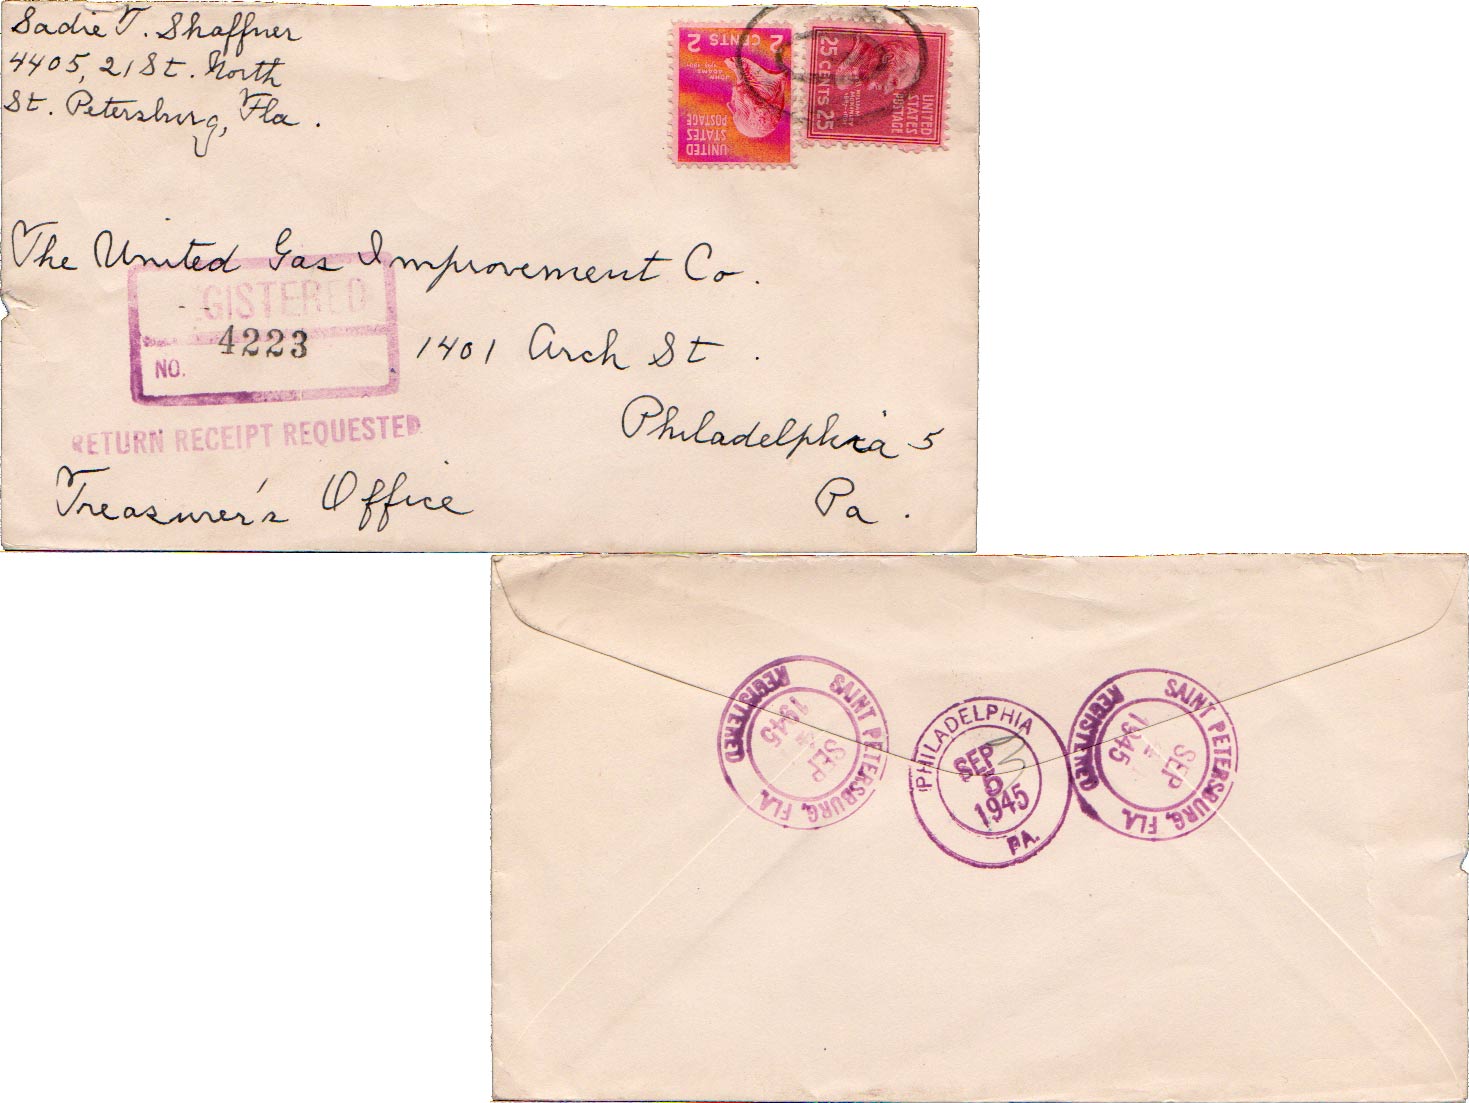 Sadie T. Shaffner
4405, 21 St. North
St. Petersburg, Fla.
2 CENTS 2
JOHN ADAMS
UNITED STATES POSTAGE
25 CENTS 25
UNITED STATES POSTAGE
The United Gas Improvement Co.
GISTERED
NO. 4223
1401 Arch St.
Philadelphia 5
Pa.
RETURN RECEIPT REQUESTED
Treasurer's Office
SAINT PETERSBURG, FLA.
REGISTERED
SEP
1945
PHILADELPHIA
SEP
1945
PA.
SAINT PETERSBURG, FLA.
REGISTERED
SEP
1945